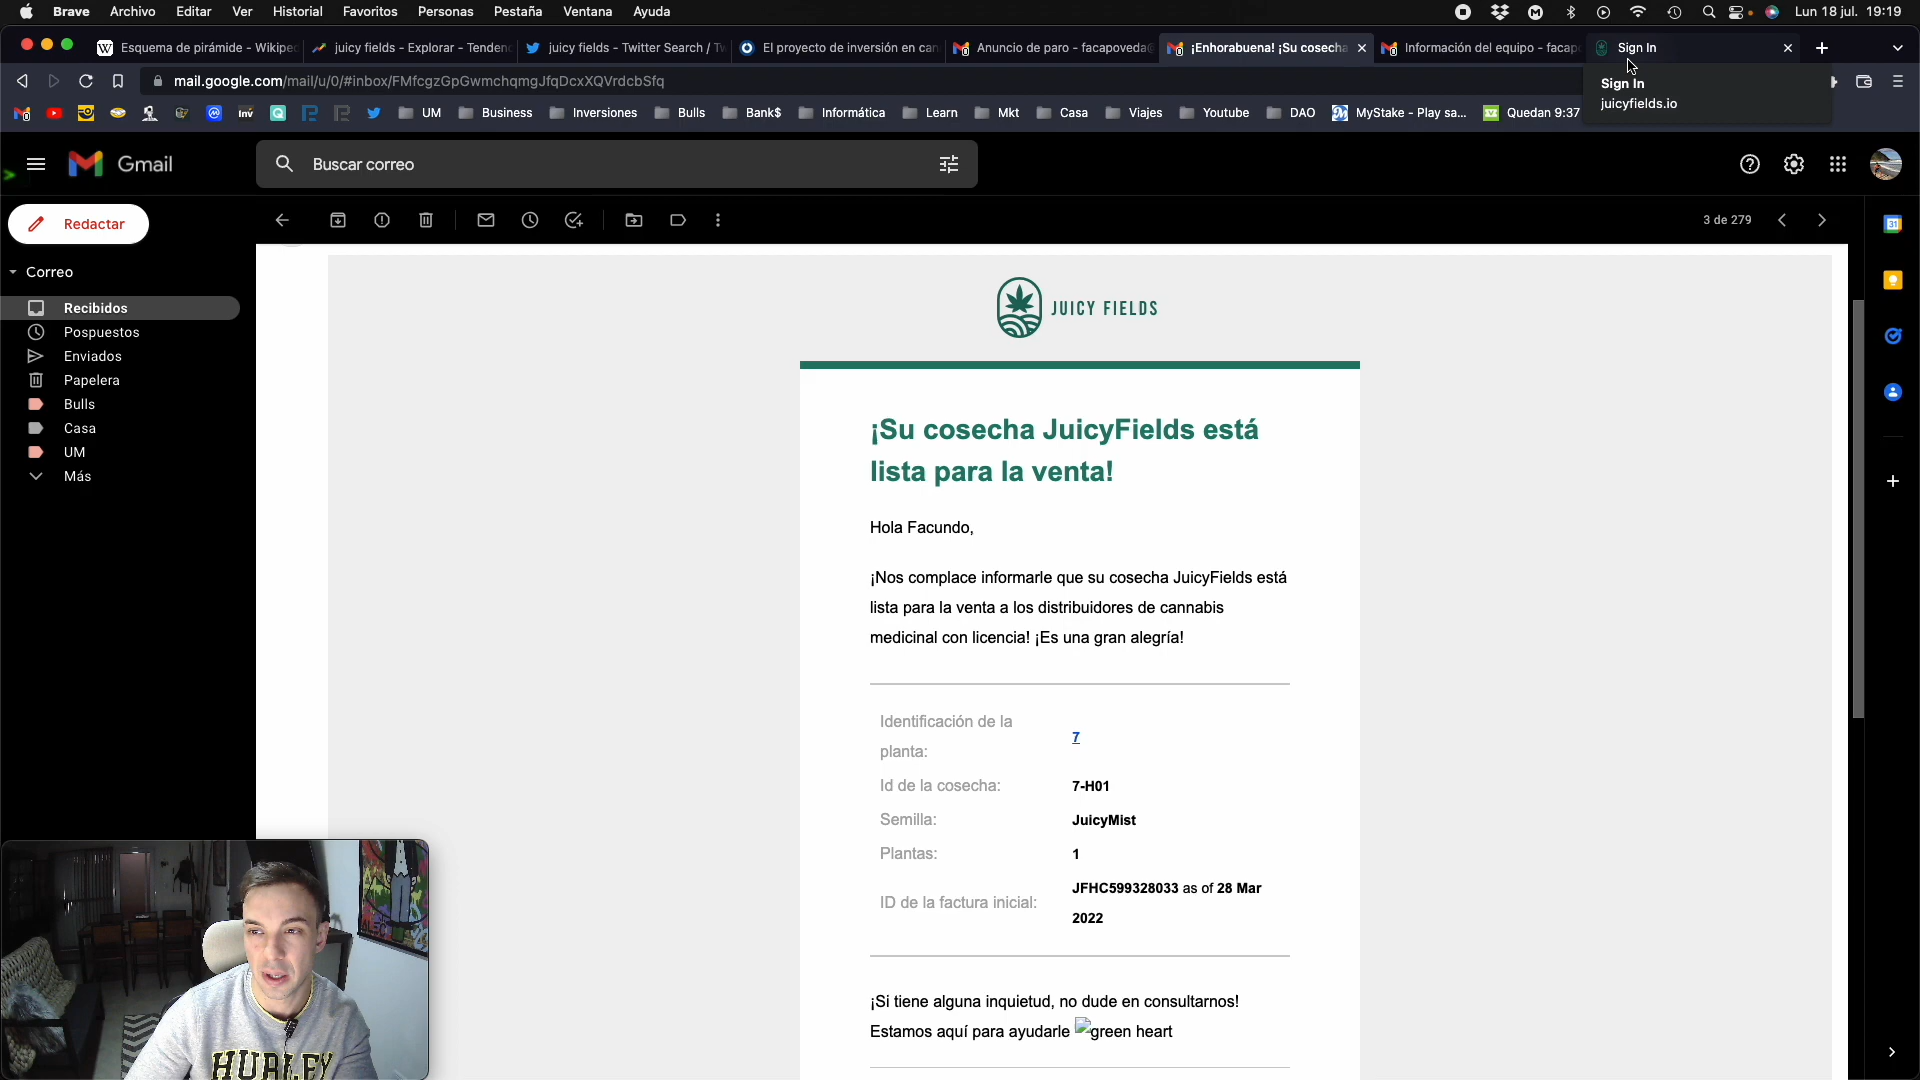 Brave Archivo Editar Ver Historial Favoritos Personas Pestaña Ventana Ayuda Lun 18 jul. 19:19
Esquema de pirámide - Wikipe juicy fields - Explorar - Tendenc juicy fields - Twitter Search / Tw El proyecto de inversión en can Anuncio de paro - facapoveda@ ¡Enhorabuena! ¡Su cosecha Información del equipo - facap Sign In
mail.google.com/mail/u/0/#inbox/FMfcgzGpGwmchqmgJfqDcxXQVrdcbSfq
Sign In
juicyfields.io
UM Business Inversiones Bulls Bank$ Informática Learn Mkt Casa Viajes Youtube DAO MyStake - Play sa... Quedan 9:37
Gmail
Buscar correo
Redactar
3 de 279
Correo
Recibidos
Pospuestos
Enviados
Papelera
Bulls
Casa
UM
Más
JUICY FIELDS
¡Su cosecha JuicyFields está
lista para la venta!
Hola Facundo,
¡Nos complace informarle que su cosecha JuicyFields está
lista para la venta a los distribuidores de cannabis
medicinal con licencia! ¡Es una gran alegría!
Identificación de la
planta:
7
Id de la cosecha: 7-H01
Semilla: JuicyMist
Plantas: 1
ID de la factura inicial: JFHC599328033 as of 28 Mar
2022
¡Si tiene alguna inquietud, no dude en consultarnos!
Estamos aquí para ayudarle green heart
HURLEY